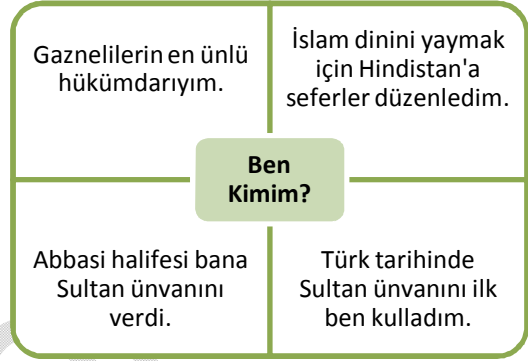 Gaznelilerin en ünlü
hükümdarıyım.
İslam dinini yaymak
için Hindistan'a
seferler düzenledim.
Ben
Kimim?
Abbasi halifesi bana
Sultan ünvanını
verdi.
Türk tarihinde
Sultan ünvanını ilk
ben kulladım.